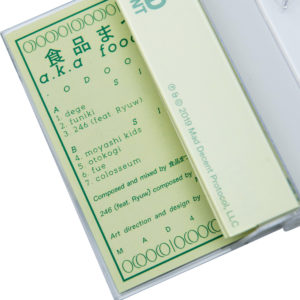 食品まつ
a.k.a foo
O D O O
A S I
1. dege
2. funiki
3. 246 (feat. Ryuw)
B S I
4. moyashi kids
5. otokogi
6. fue
7. colosseum
Composed and mixed by 食品ま
246 (feat. Ryuw) composed by
Art direction and design by
M A D 4
℗ & © 2019 Mad Decent Protocol, LLC